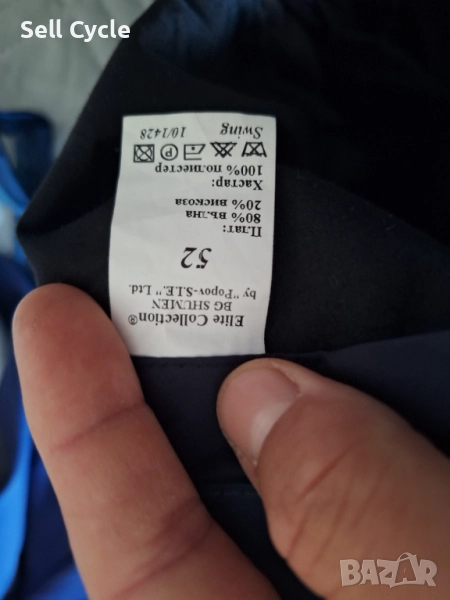 Sell Cycle
Elite Collection®
BG SHUMEN
by "Popov-S.I.E." Ltd.
52
Плат:
80% вълна
20% вискоза
Хастар:
100% полиестер
P
Swing
10/1428
BAZAR